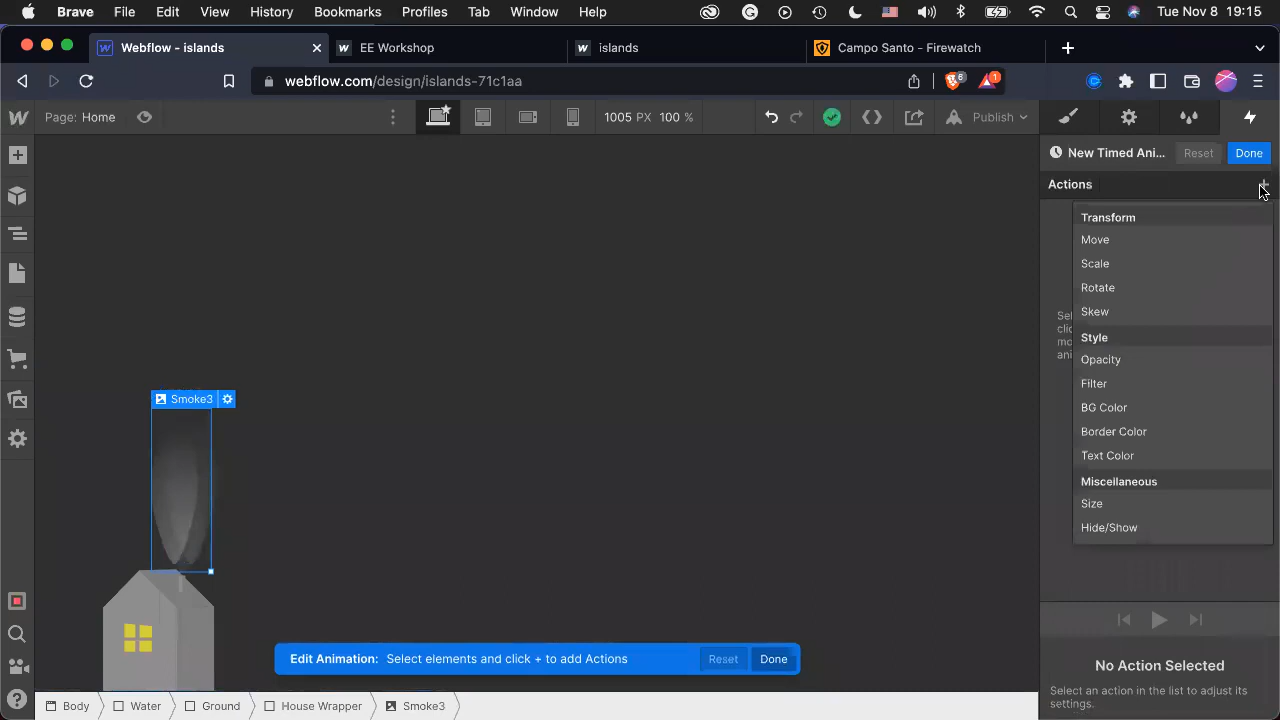 Brave File Edit View History Bookmarks Profiles Tab Window Help Tue Nov 8 19:15
Webflow - islands EE Workshop islands Campo Santo - Firewatch
webflow.com/design/islands-71c1aa 6 1
Page: Home 1005 PX 100 % Publish
New Timed Ani... Reset Done
Actions
Transform
Move
Scale
Rotate
Skew
Style
Opacity
Filter
BG Color
Border Color
Text Color
Miscellaneous
Size
Hide/Show
Smoke3
Edit Animation: Select elements and click + to add Actions Reset Done
No Action Selected
Select an action in the list to adjust its
settings.
Body Water Ground House Wrapper Smoke3